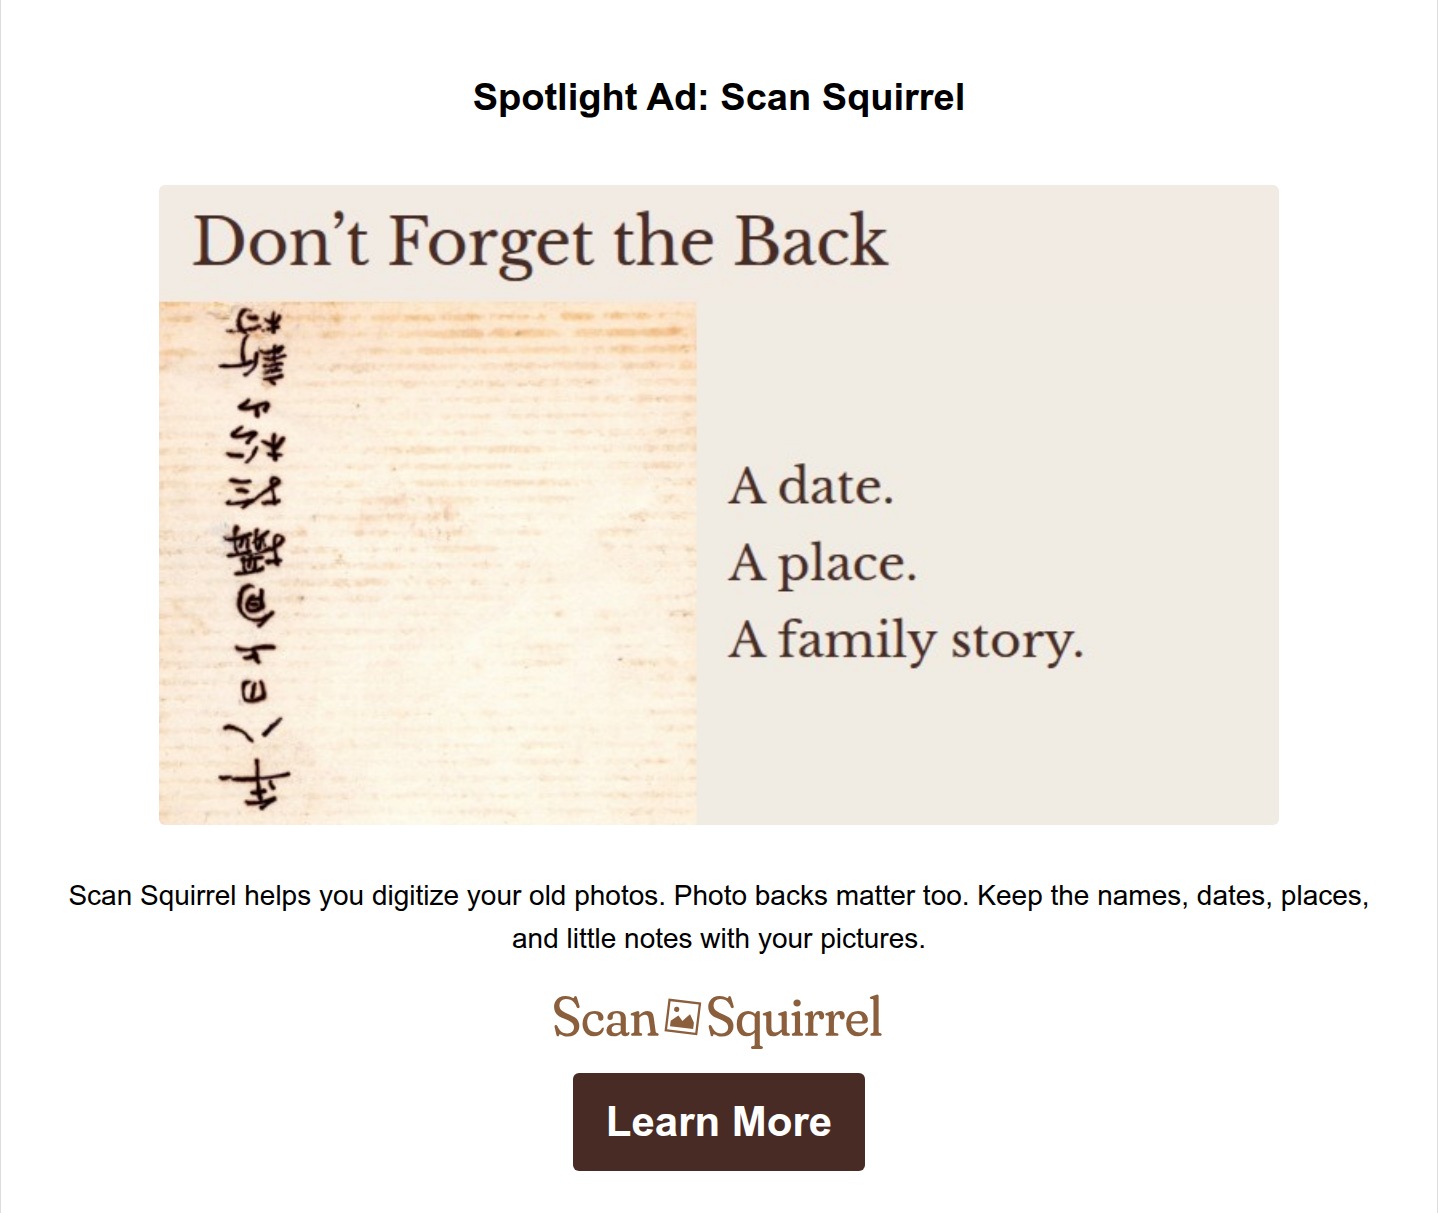 Spotlight Ad: Scan Squirrel
Don't Forget the Back
A date.
A place.
A family story.
Scan Squirrel helps you digitize your old photos. Photo backs matter too. Keep the names, dates, places,
and little notes with your pictures.
Scan Squirrel
Learn More